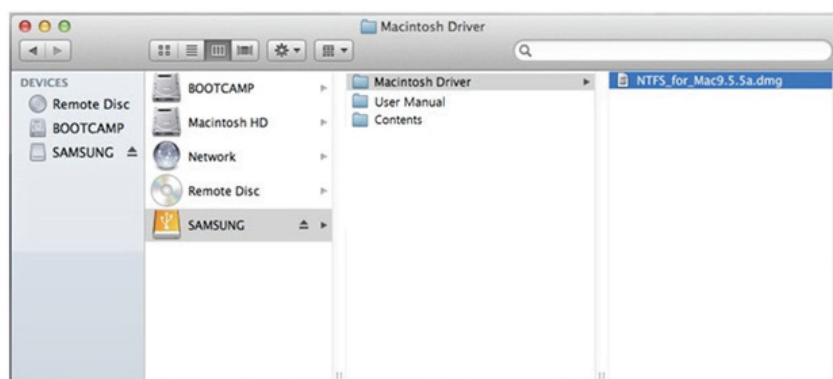 Macintosh Driver
DEVICES
Remote Disc
BOOTCAMP
SAMSUNG
BOOTCAMP
Macintosh HD
Network
Remote Disc
SAMSUNG
Macintosh Driver
User Manual
Contents
NTFS_for_Mac9.5.5a.dmg